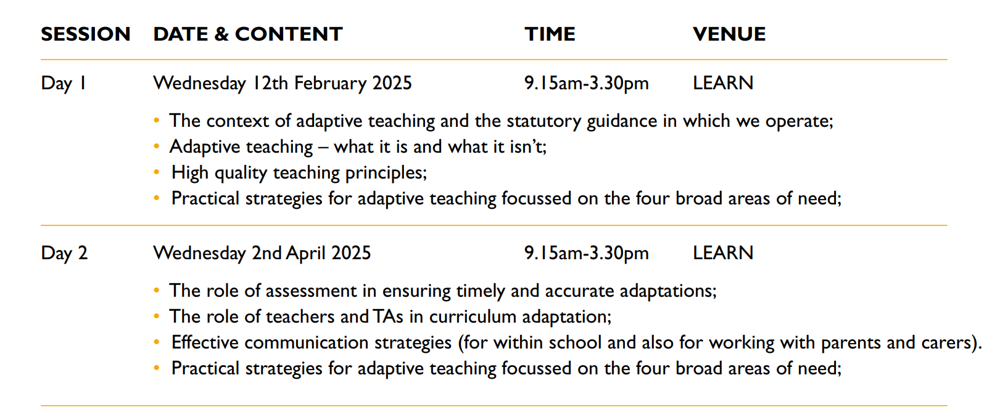 SESSION DATE & CONTENT TIME VENUE
Day 1 Wednesday 12th February 2025 9.15am-3.30pm LEARN
• The context of adaptive teaching and the statutory guidance in which we operate;
• Adaptive teaching – what it is and what it isn’t;
• High quality teaching principles;
• Practical strategies for adaptive teaching focussed on the four broad areas of need;
Day 2 Wednesday 2nd April 2025 9.15am-3.30pm LEARN
• The role of assessment in ensuring timely and accurate adaptations;
• The role of teachers and TAs in curriculum adaptation;
• Effective communication strategies (for within school and also for working with parents and carers).
• Practical strategies for adaptive teaching focussed on the four broad areas of need;